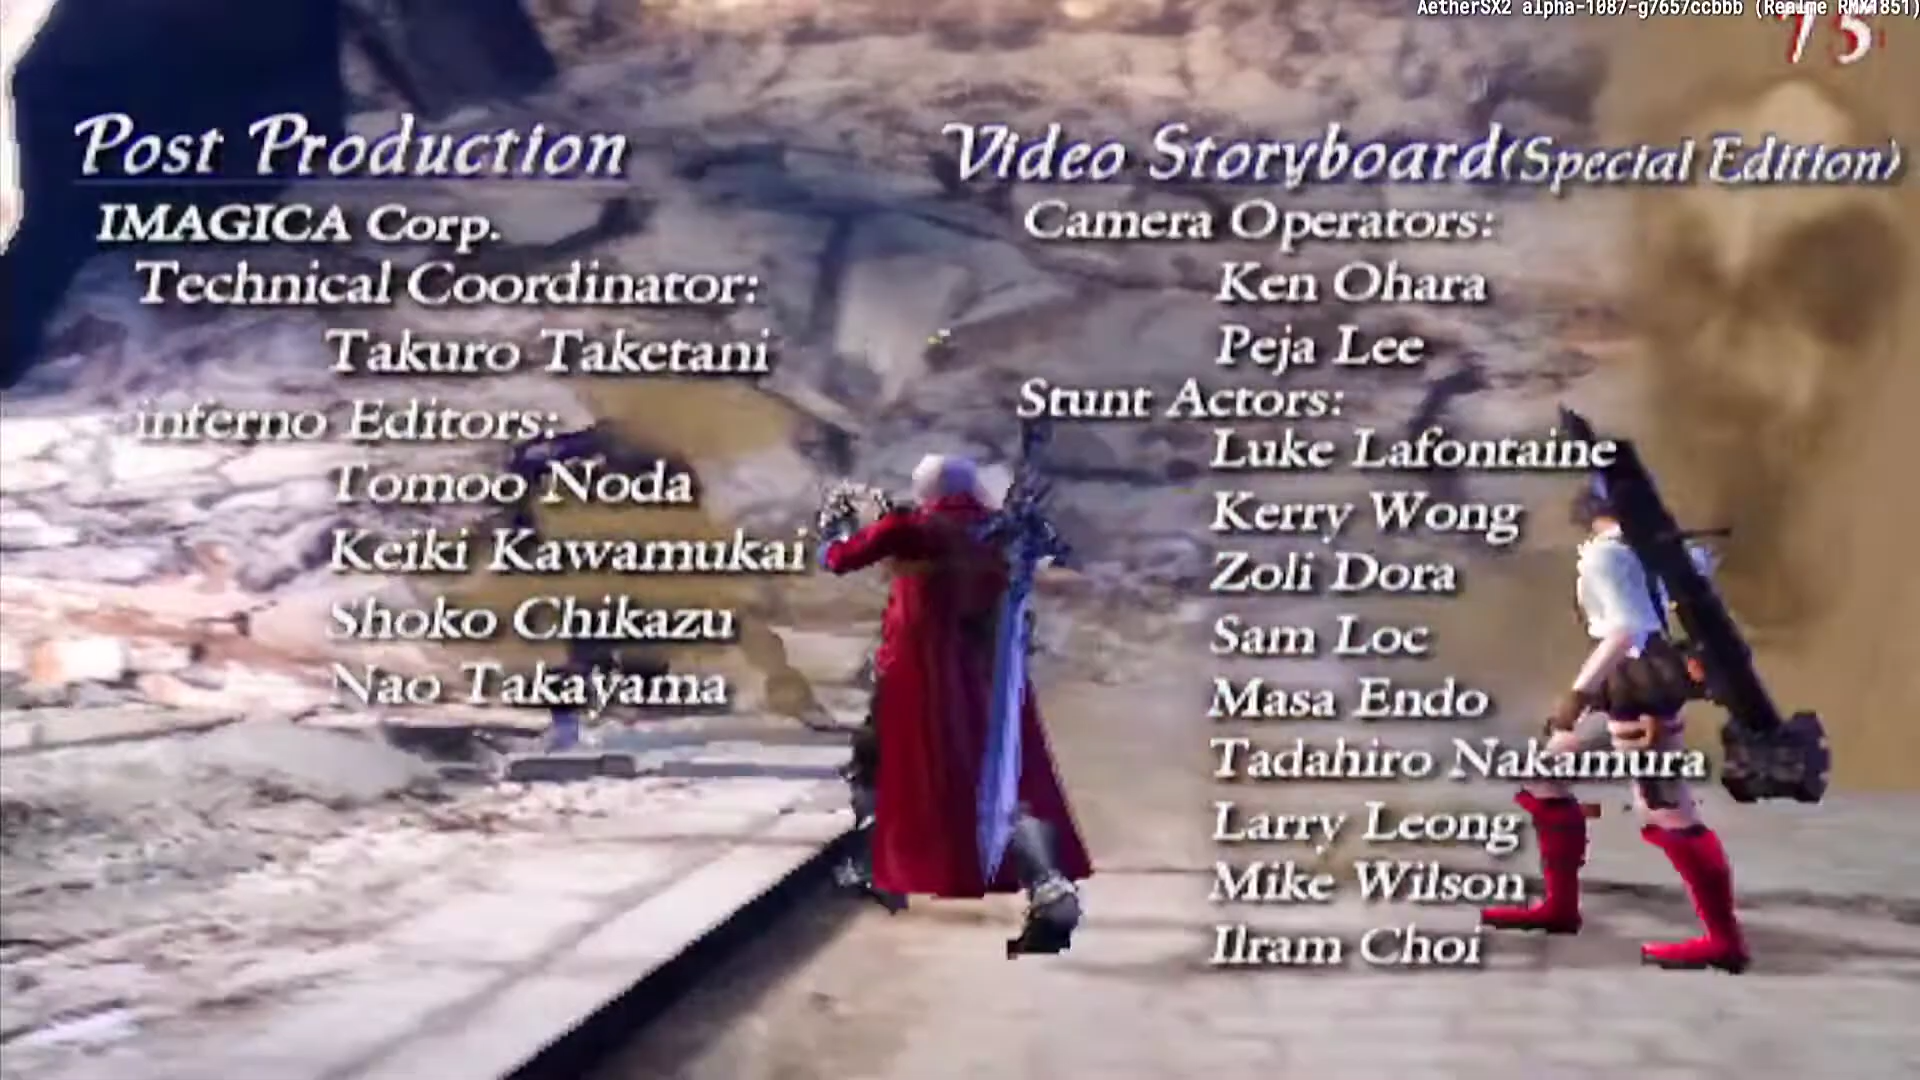 AetherSX2 alpha-1087-g7657ccbbb (Realme RMX1851)
75
Post Production
IMAGICA Corp.
Technical Coordinator:
Takuro Taketani
inferno Editors:
Tomoo Noda
Keiki Kawamukai
Shoko Chikazu
Nao Takayama
Video Storyboard(Special Edition)
Camera Operators:
Ken Ohara
Peja Lee
Stunt Actors:
Luke Lafontaine
Kerry Wong
Zoli Dora
Sam Loc
Masa Endo
Tadahiro Nakamura
Larry Leong
Mike Wilson
Ilram Choi